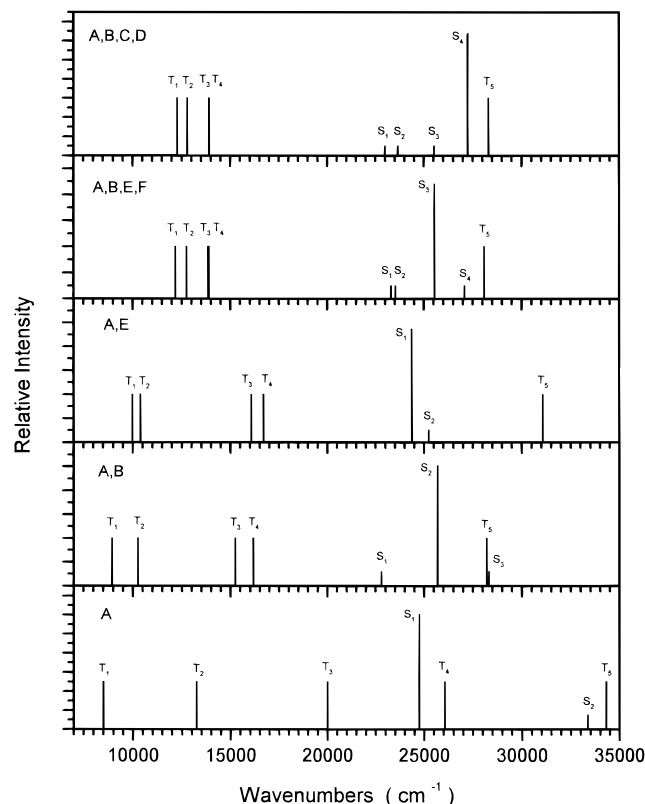 A,B,C,D
T₁ T₂ T₃ T₄ S₁ S₂ S₃ S₄ T₅
A,B,E,F
T₁ T₂ T₃ T₄ S₁ S₂ S₃ S₄ T₅
A,E
T₁ T₂ T₃ T₄ S₁ S₂ T₅
A,B
T₁ T₂ T₃ T₄ S₁ S₂ T₅ S₃
A
T₁ T₂ T₃ S₁ T₄ S₂ T₅
Relative Intensity
10000 15000 20000 25000 30000 35000
Wavenumbers ( cm ⁻¹ )